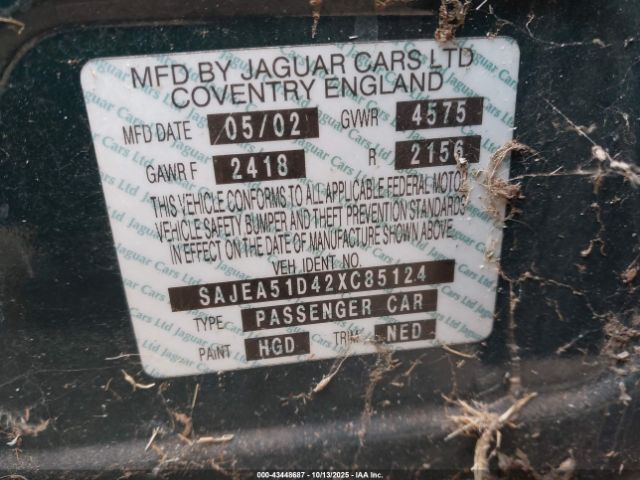 MFD BY JAGUAR CARS LTD
COVENTRY ENGLAND
MFD DATE 05/02 GVWR 4575
GAWR F 2418 R 2156
THIS VEHICLE CONFORMS TO ALL APPLICABLE FEDERAL MOTOR
VEHICLE SAFETY BUMPER AND THEFT PREVENTION STANDARDS
IN EFFECT ON THE DATE OF MANUFACTURE SHOWN ABOVE.
VEH IDENT NO.
SAJEA51D42XC85124
TYPE PASSENGER CAR
PAINT HGD TRIM NED
000-43448687 - 10/13/2025 - IAA Inc.